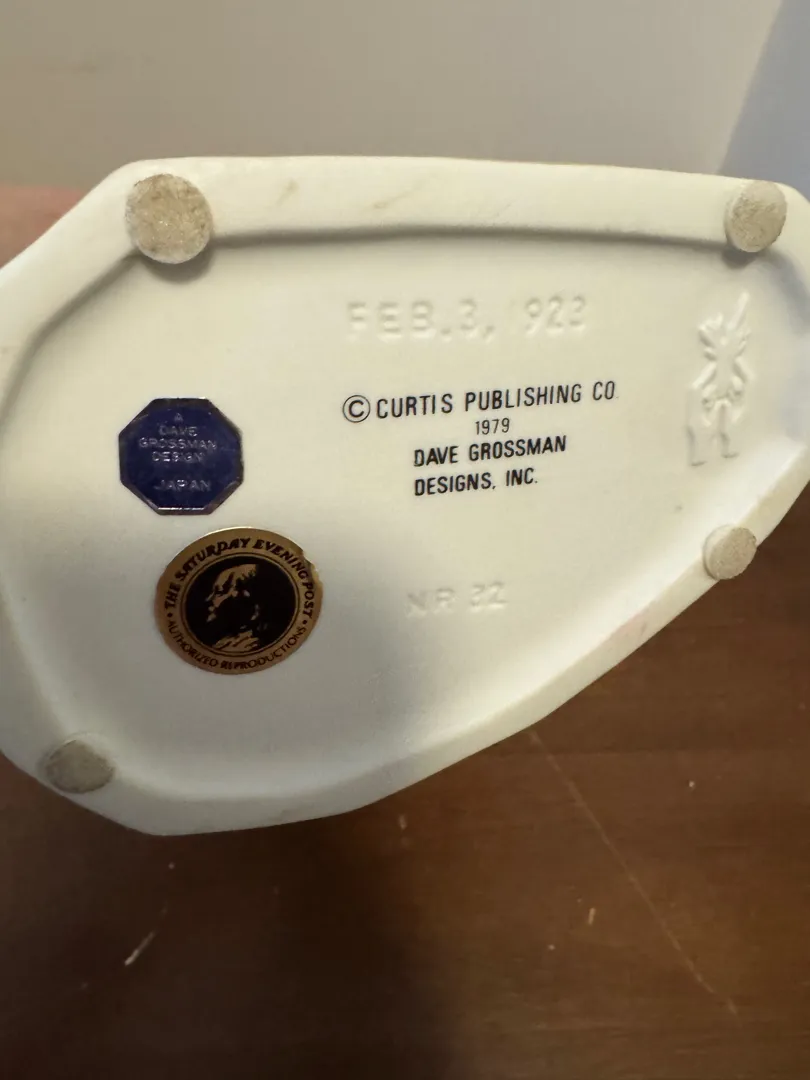 FEB. 3, 1923
© CURTIS PUBLISHING CO.
1979
DAVE GROSSMAN
DESIGNS, INC.
A
DAVE
GROSSMAN
DESIGN
JAPAN
THE SATURDAY EVENING POST
AUTHORIZED REPRODUCTIONS
NR 32